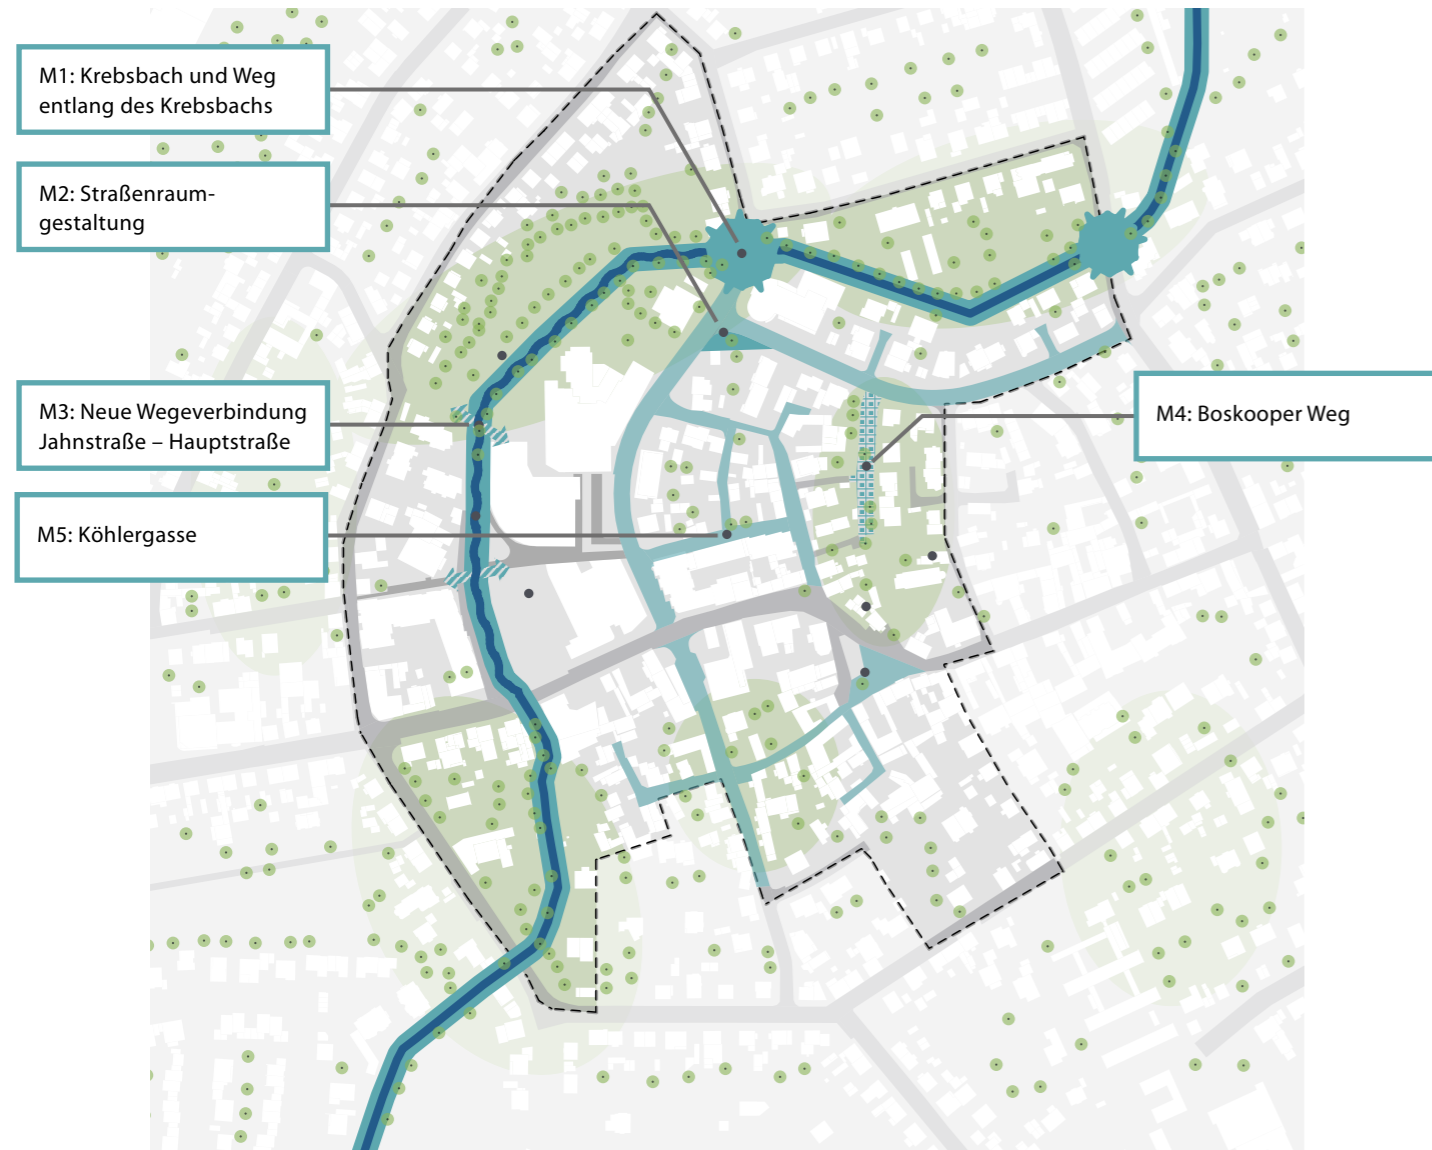 M1: Krebsbach und Weg
entlang des Krebsbachs
M2: Straßenraum-
gestaltung
M3: Neue Wegeverbindung
Jahnstraße – Hauptstraße
M4: Boskooper Weg
M5: Köhlergasse